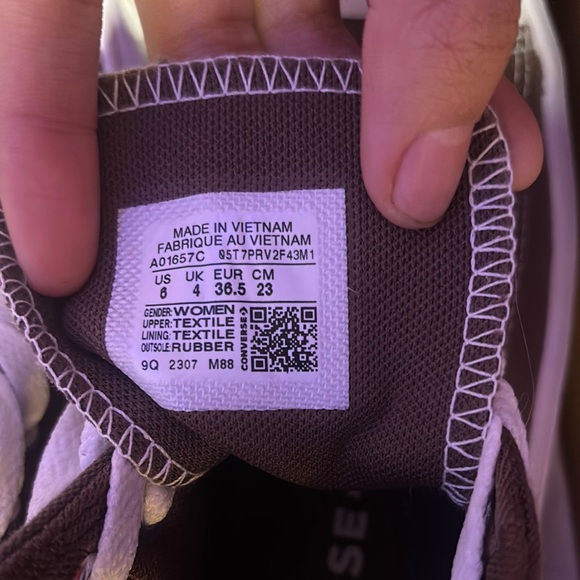 MADE IN VIETNAM
FABRIQUE AU VIETNAM
A01657C 05T7PRV2F43M1
US UK EUR CM
6 4 36.5 23
GENDER: WOMEN
UPPER: TEXTILE
LINING: TEXTILE
OUTSOLE: RUBBER
CONVERSE
9Q 2307 M88
SE